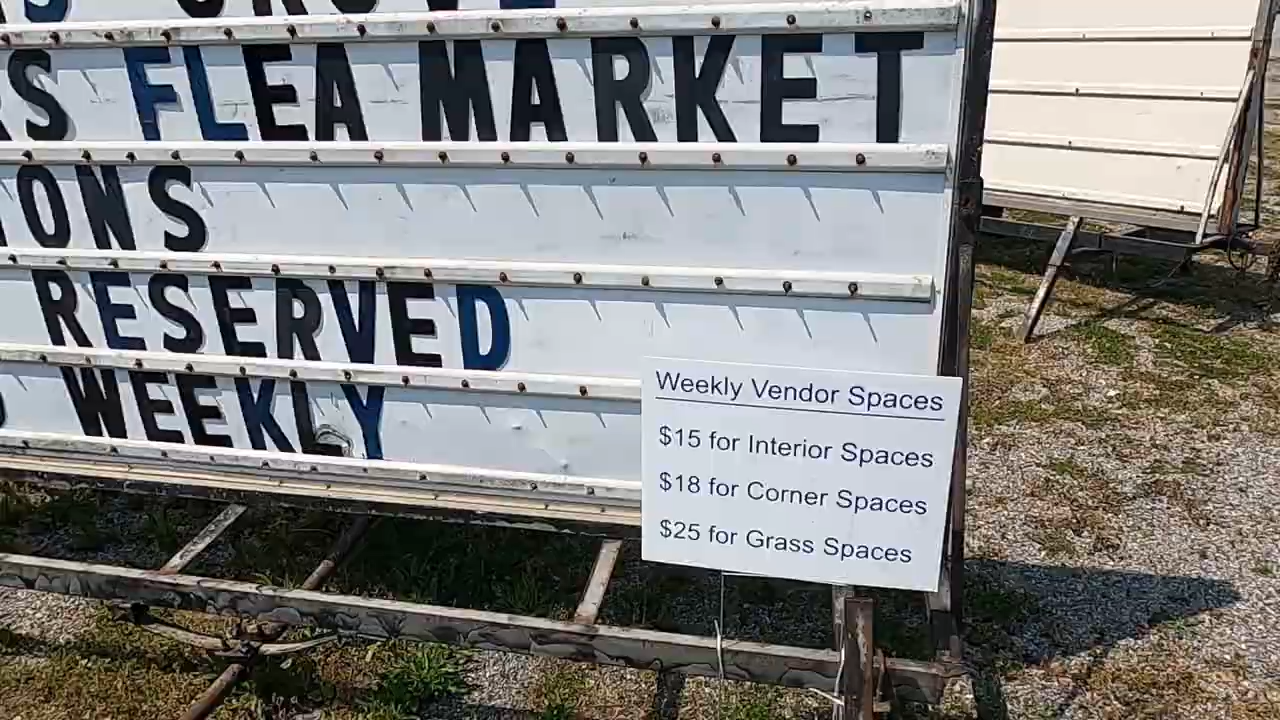 FLEA MARKET
RESERVED
WEEKLY
Weekly Vendor Spaces
$15 for Interior Spaces
$18 for Corner Spaces
$25 for Grass Spaces